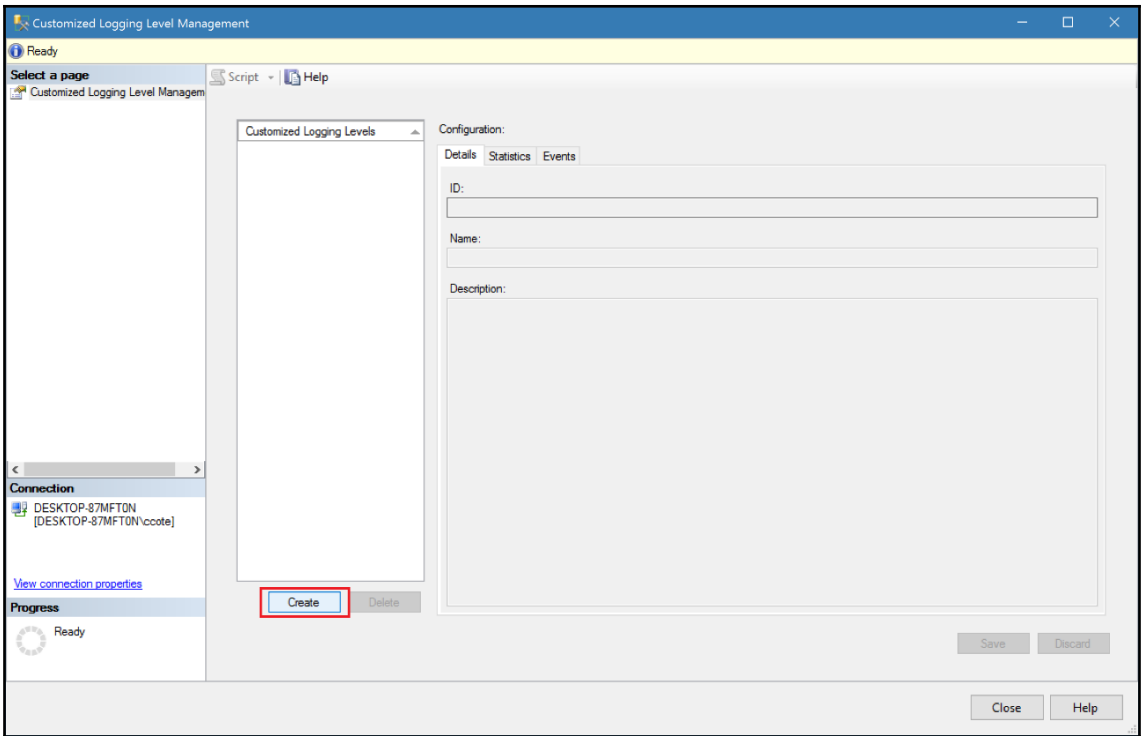 Customized Logging Level Management
Ready
Select a page
Customized Logging Level Managem
Script
Help
Customized Logging Levels
Configuration:
Details Statistics Events
ID:
Name:
Description:
Connection
DESKTOP-87MFT0N
[DESKTOP-87MFT0N\ccote]
View connection properties
Progress
Ready
Create Delete
Save Discard
Close Help